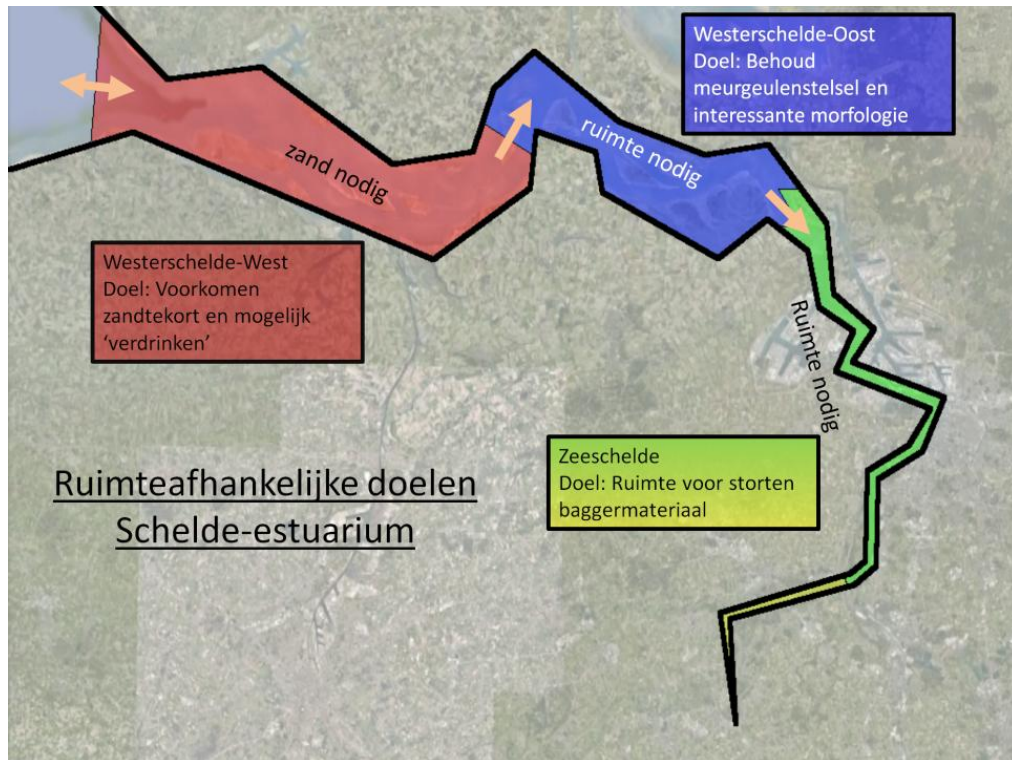 Westerschelde-Oost
Doel: Behoud
meurgeulenstelsel en
interessante morfologie
zand nodig
ruimte nodig
Westerschelde-West
Doel: Voorkomen
zandtekort en mogelijk
‘verdrinken’
Ruimte nodig
Zeeschelde
Doel: Ruimte voor storten
baggermateriaal
Ruimteafhankelijke doelen
Schelde-estuarium